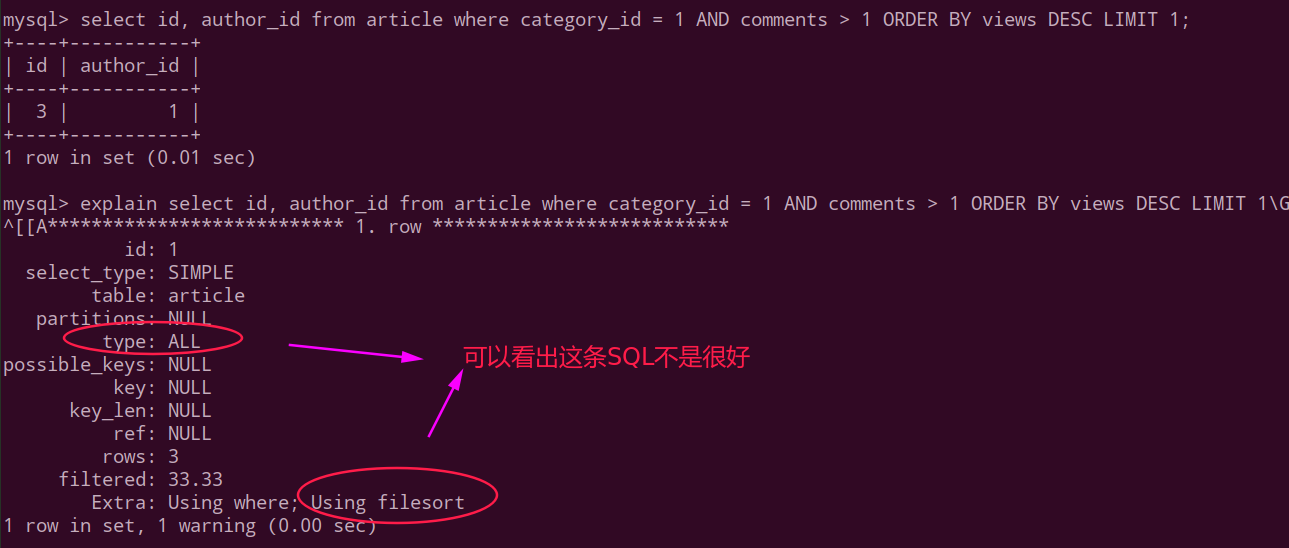 mysql> select id, author_id from article where category_id = 1 AND comments > 1 ORDER BY views DESC LIMIT 1;
+----+-----------+
| id | author_id |
+----+-----------+
|  3 |         1 |
+----+-----------+
1 row in set (0.01 sec)
mysql> explain select id, author_id from article where category_id = 1 AND comments > 1 ORDER BY views DESC LIMIT 1\G
^[[A*************************** 1. row ***************************
           id: 1
  select_type: SIMPLE
        table: article
   partitions: NULL
         type: ALL
可以看出这条SQL不是很好
possible_keys: NULL
          key: NULL
      key_len: NULL
          ref: NULL
         rows: 3
     filtered: 33.33
        Extra: Using where; Using filesort
1 row in set, 1 warning (0.00 sec)